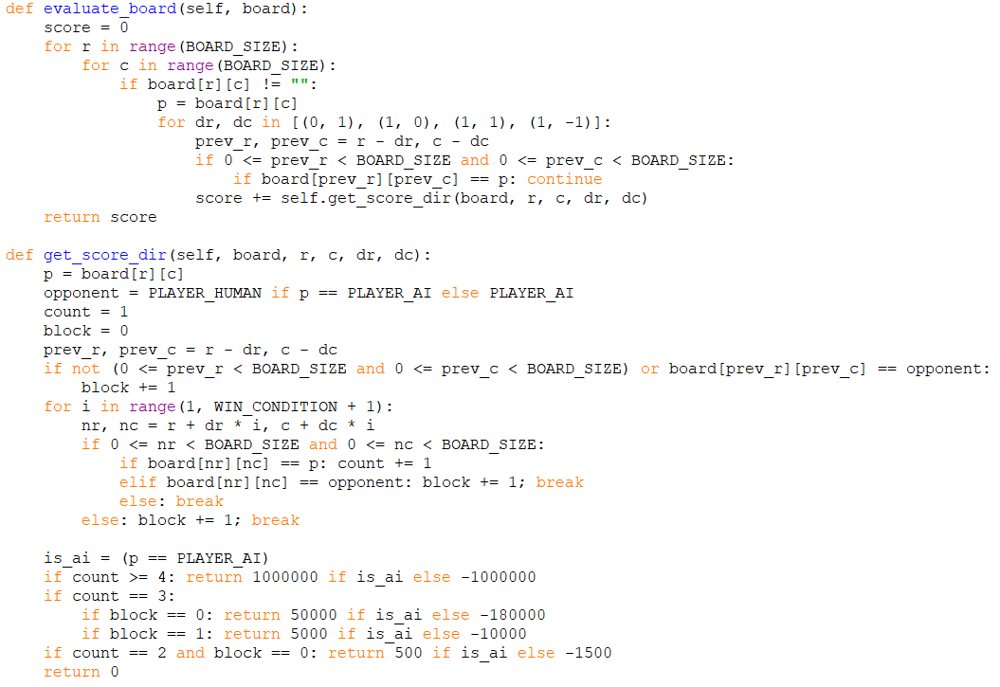 def evaluate_board(self, board):
    score = 0
    for r in range(BOARD_SIZE):
        for c in range(BOARD_SIZE):
            if board[r][c] != "":
                p = board[r][c]
                for dr, dc in [(0, 1), (1, 0), (1, 1), (1, -1)]:
                    prev_r, prev_c = r - dr, c - dc
                    if 0 <= prev_r < BOARD_SIZE and 0 <= prev_c < BOARD_SIZE:
                        if board[prev_r][prev_c] == p: continue
                    score += self.get_score_dir(board, r, c, dr, dc)
    return score

def get_score_dir(self, board, r, c, dr, dc):
    p = board[r][c]
    opponent = PLAYER_HUMAN if p == PLAYER_AI else PLAYER_AI
    count = 1
    block = 0
    prev_r, prev_c = r - dr, c - dc
    if not (0 <= prev_r < BOARD_SIZE and 0 <= prev_c < BOARD_SIZE) or board[prev_r][prev_c] == opponent:
        block += 1
    for i in range(1, WIN_CONDITION + 1):
        nr, nc = r + dr * i, c + dc * i
        if 0 <= nr < BOARD_SIZE and 0 <= nc < BOARD_SIZE:
            if board[nr][nc] == p: count += 1
            elif board[nr][nc] == opponent: block += 1; break
            else: break
        else: block += 1; break

    is_ai = (p == PLAYER_AI)
    if count >= 4: return 1000000 if is_ai else -1000000
    if count == 3:
        if block == 0: return 50000 if is_ai else -180000
        if block == 1: return 5000 if is_ai else -10000
    if count == 2 and block == 0: return 500 if is_ai else -1500
    return 0